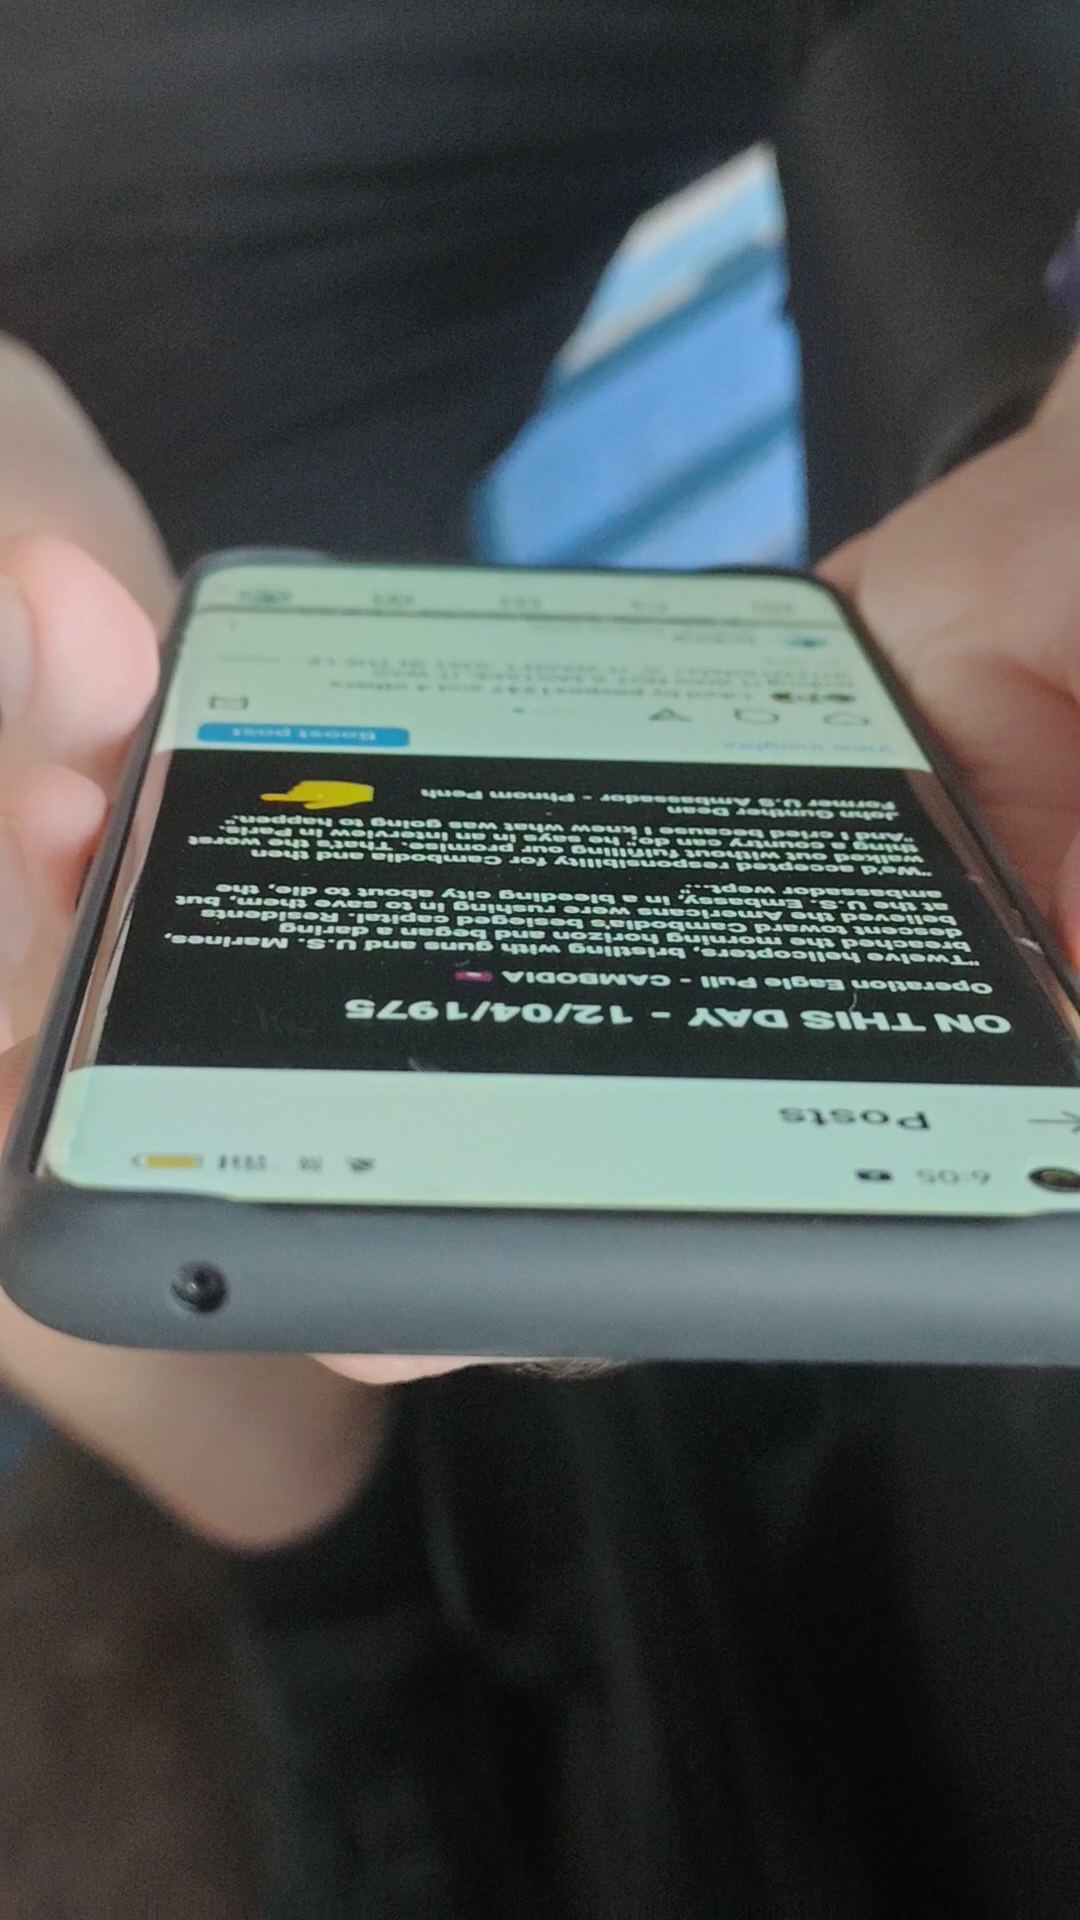 6:05
Posts
ON THIS DAY - 12/04/1975
Operation Eagle Pull - CAMBODIA
"Twelve helicopters, bristling with guns and U.S. Marines,
breached the morning horizon and began a daring
descent toward Cambodia's besieged capital. Residents
believed the Americans were rushing in to save them, but
at the U.S. Embassy, in a bleeding city about to die, the
ambassador wept..."
"We'd accepted responsibility for Cambodia and then
walked out without fulfilling our promise. That's the worst
thing a country can do," he says in an interview in Paris.
"And I cried because I knew what was going to happen."
John Gunther Dean
Former U.S Ambassador - Phnom Penh
View insights
Boost post
Liked by and 4 others